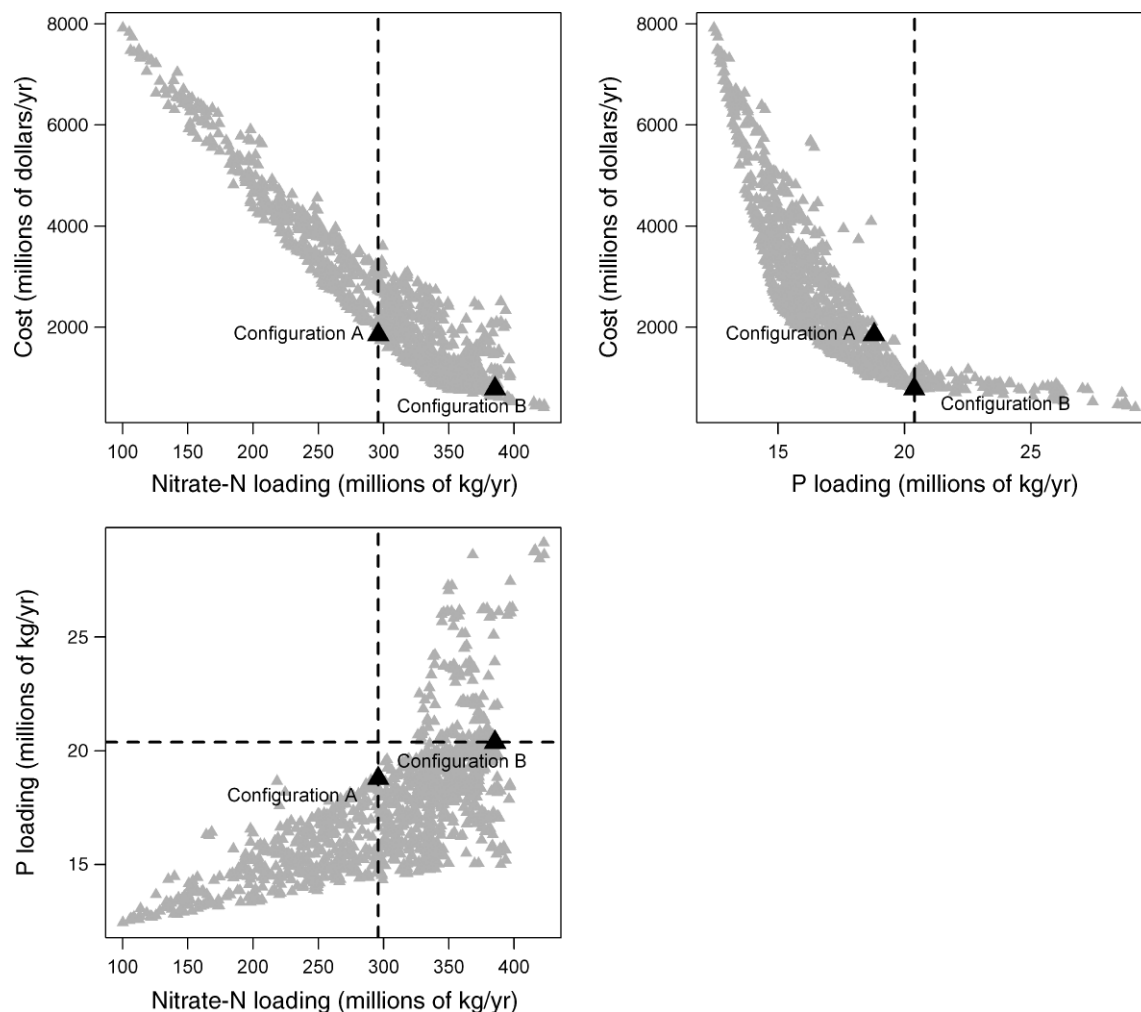 8000
6000
4000
2000
Cost (millions of dollars/yr)
Configuration A
Configuration B
100 150 200 250 300 350 400
Nitrate-N loading (millions of kg/yr)
8000
6000
4000
2000
Cost (millions of dollars/yr)
Configuration A
Configuration B
15 20 25
P loading (millions of kg/yr)
25
20
15
P loading (millions of kg/yr)
Configuration B
Configuration A
100 150 200 250 300 350 400
Nitrate-N loading (millions of kg/yr)